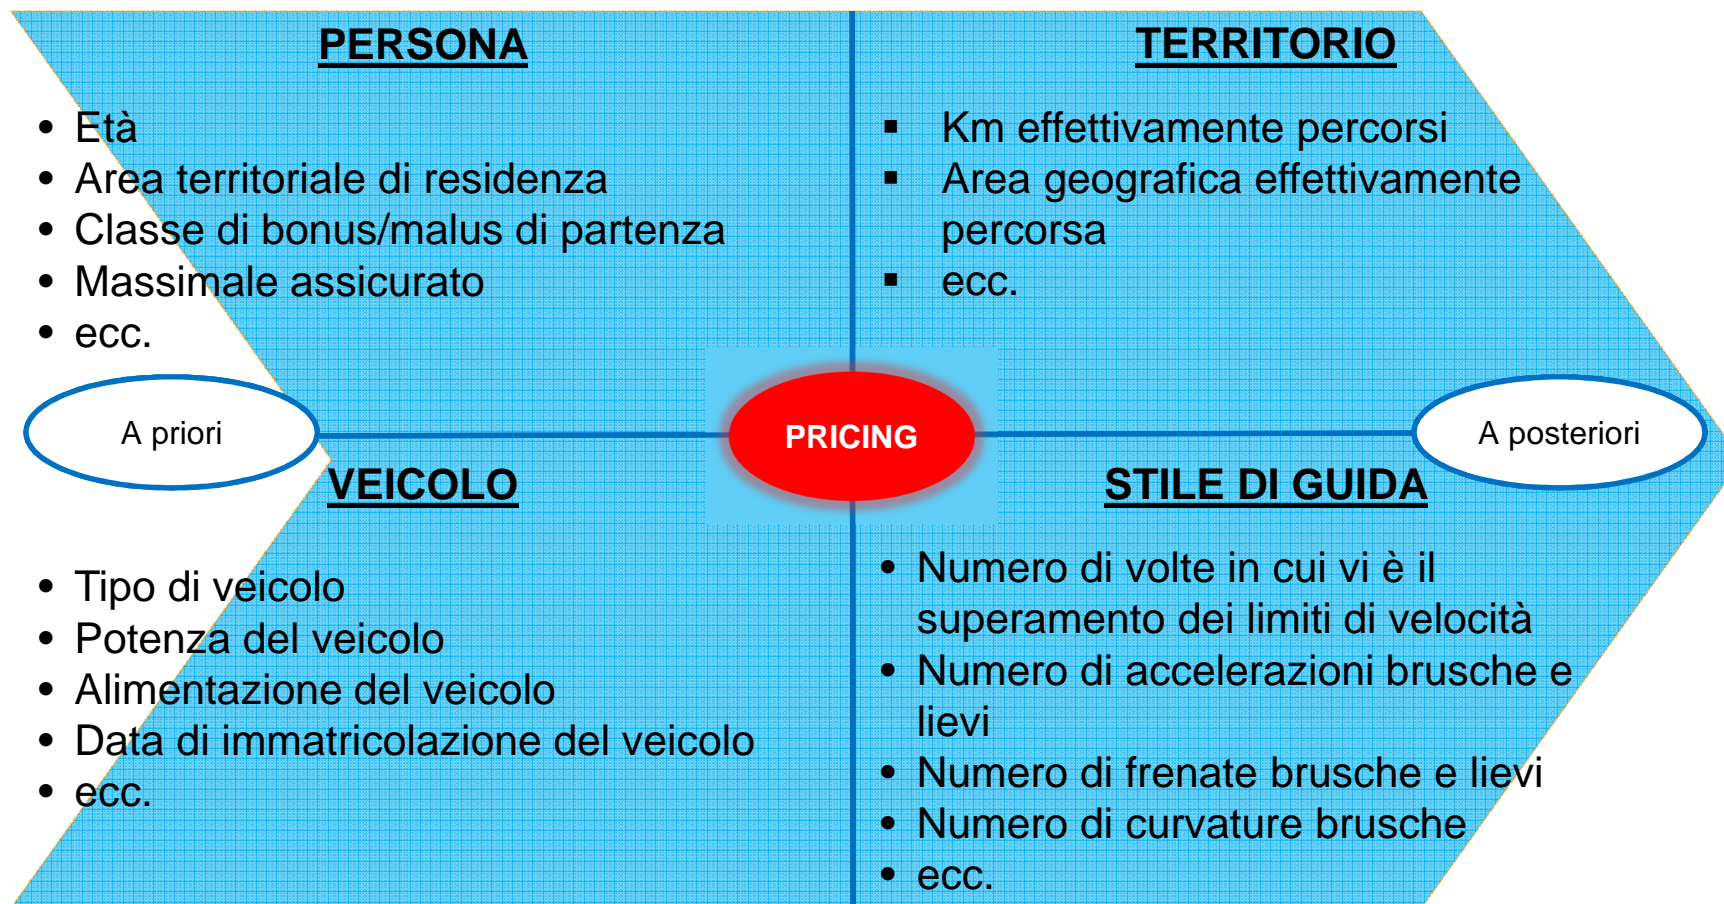 PERSONA
• Età
• Area territoriale di residenza
• Classe di bonus/malus di partenza
• Massimale assicurato
• ecc.
TERRITORIO
▪ Km effettivamente percorsi
▪ Area geografica effettivamente
percorsa
▪ ecc.
A priori
PRICING
A posteriori
VEICOLO
• Tipo di veicolo
• Potenza del veicolo
• Alimentazione del veicolo
• Data di immatricolazione del veicolo
• ecc.
STILE DI GUIDA
• Numero di volte in cui vi è il
superamento dei limiti di velocità
• Numero di accelerazioni brusche e
lievi
• Numero di frenate brusche e lievi
• Numero di curvature brusche
• ecc.